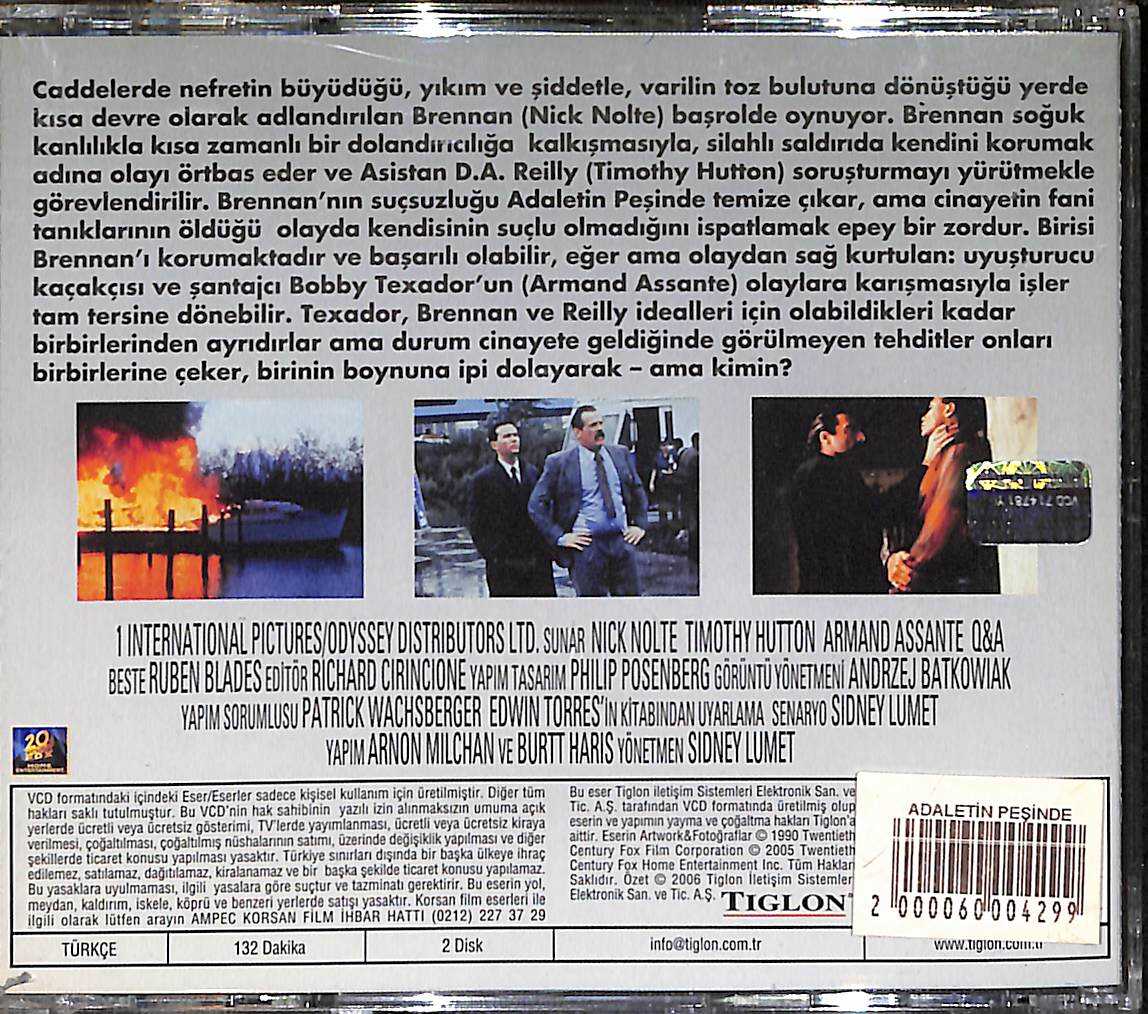 Caddelerde nefretin büyüdüğü, yıkım ve şiddetle, varilin toz bulutuna dönüştüğü yerde
kısa devre olarak adlandırılan Brennan (Nick Nolte) başrolde oynuyor. Brennan soğuk
kanlılıkla kısa zamanlı bir dolandırıcılığa kalkışmasıyla, silahlı saldırıda kendini korumak
adına olayı örtbas eder ve Asistan D.A. Reilly (Timothy Hutton) soruşturmayı yürütmekle
görevlendirilir. Brennan'nın suçsuzluğu Adaletin Peşinde temize çıkar, ama cinayetin fani
tanıklarının öldüğü olayda kendisinin suçlu olmadığını ispatlamak epey bir zordur. Birisi
Brennan'ı korumaktadır ve başarılı olabilir, eğer ama olaydan sağ kurtulan: uyuşturucu
kaçakçısı ve şantajcı Bobby Texador'un (Armand Assante) olaylara karışmasıyla işler
tam tersine dönebilir. Texador, Brennan ve Reilly idealleri için olabildikleri kadar
birbirlerinden ayrıdırlar ama durum cinayete geldiğinde görülmeyen tehditler onları
birbirlerine çeker, birinin boynuna ipi dolayarak – ama kimin?
VCD 714781 Y
1 INTERNATIONAL PICTURES/ODYSSEY DISTRIBUTORS LTD. SUNAR NICK NOLTE TIMOTHY HUTTON ARMAND ASSANTE Q&A
BESTE RUBEN BLADES EDİTÖR RICHARD CIRINCIONE YAPIM TASARIM PHILIP POSENBERG GÖRÜNTÜ YÖNETMENİ ANDRZEJ BATKOWIAK
YAPIM SORUMLUSU PATRICK WACHSBERGER EDWIN TORRES'İN KİTABINDAN UYARLAMA SENARYO SIDNEY LUMET
YAPIM ARNON MILCHAN VE BURTT HARIS YÖNETMEN SIDNEY LUMET
20
HOME
ENTERTAINMENT
VCD formatındaki içindeki Eser/Eserler sadece kişisel kullanım için üretilmiştir. Diğer tüm
hakları saklı tutulmuştur. Bu VCD'nin hak sahibinin yazılı izin alınmaksızın umuma açık
yerlerde ücretli veya ücretsiz gösterimi, TV'lerde yayımlanması, ücretli veya ücretsiz kiraya
verilmesi, çoğaltılması, çoğaltılmış nüshalarının satımı, üzerinde değişiklik yapılması ve diğer
şekillerde ticaret konusu yapılması yasaktır. Türkiye sınırları dışında bir başka ülkeye ihraç
edilemez, satılamaz, dağıtılamaz, kiralanamaz ve bir başka şekilde ticaret konusu yapılamaz.
Bu yasaklara uyulmaması, ilgili yasalara göre suçtur ve tazminatı gerektirir. Bu eserin yol,
meydan, kaldırım, iskele, köprü ve benzeri yerlerde satışı yasaktır. Korsan film eserleri ile
ilgili olarak lütfen arayın AMPEC KORSAN FİLM İHBAR HATTI (0212) 227 37 29
Bu eser Tiglon iletişim Sistemleri Elektronik San. ve
Tic. A.Ş. tarafından VCD formatında üretilmiş olup
eserin ve yapımın yayma ve çoğaltma hakları Tiglon'a
aittir. Eserin Artwork&Fotoğraflar © 1990 Twentieth
Century Fox Film Corporation © 2005 Twentieth
Century Fox Home Entertainment Inc. Tüm Hakları
Saklıdır. Özet © 2006 Tiglon İletişim Sistemler
Elektronik San. ve Tic. A.Ş. TIGLON
ADALETİN PEŞİNDE
2 000060 004299
TÜRKÇE 132 Dakika 2 Disk info@tiglon.com.tr www.tiglon.com.tr